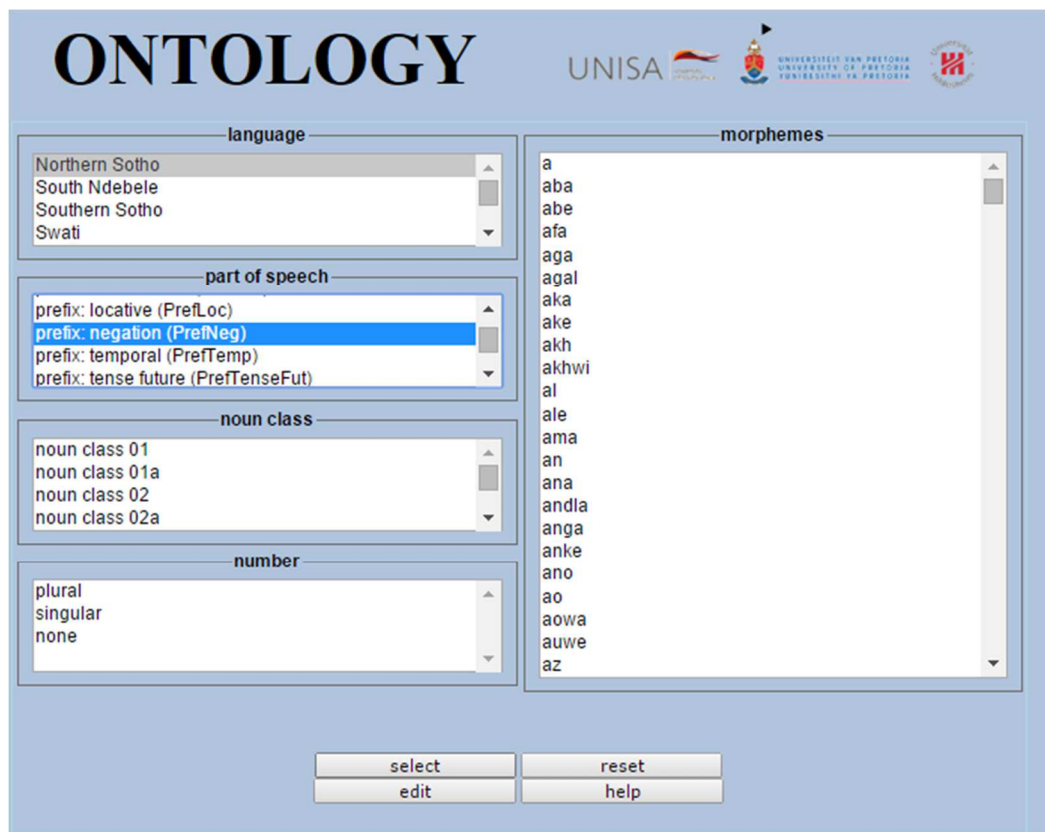 ONTOLOGY
UNISA
UNIVERSITEIT VAN PRETORIA
UNIVERSITY OF PRETORIA
YUNIBESITHI YA PRETORIA
language
Northern Sotho
South Ndebele
Southern Sotho
Swati
part of speech
prefix: locative (PrefLoc)
prefix: negation (PrefNeg)
prefix: temporal (PrefTemp)
prefix: tense future (PrefTenseFut)
noun class
noun class 01
noun class 01a
noun class 02
noun class 02a
number
plural
singular
none
morphemes
a
aba
abe
afa
aga
agal
aka
ake
akh
akhwi
al
ale
ama
an
ana
andla
anga
anke
ano
ao
aowa
auwe
az
select
reset
edit
help